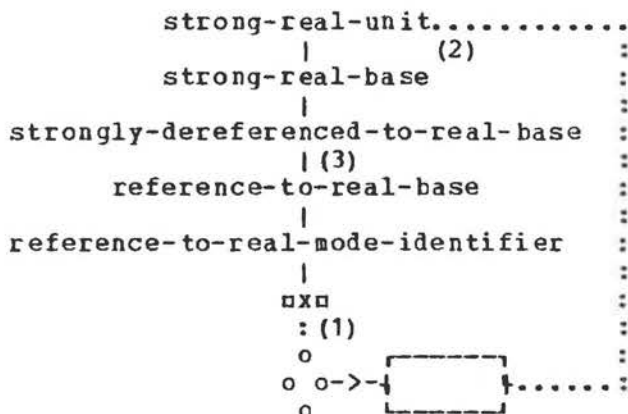 strong-real-unit
(2)
strong-real-base
strongly-dereferenced-to-real-base
(3)
reference-to-real-base
reference-to-real-mode-identifier
¤x¤
(1)
o
o o->-
o